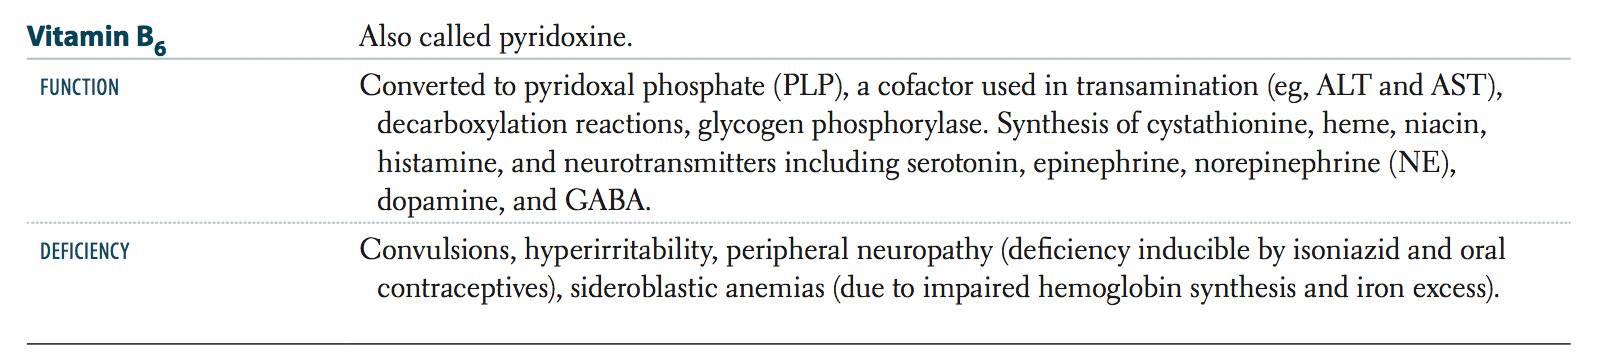 Vitamin B6 Also called pyridoxine.
FUNCTION Converted to pyridoxal phosphate (PLP), a cofactor used in transamination (eg, ALT and AST),
decarboxylation reactions, glycogen phosphorylase. Synthesis of cystathionine, heme, niacin,
histamine, and neurotransmitters including serotonin, epinephrine, norepinephrine (NE),
dopamine, and GABA.
DEFICIENCY Convulsions, hyperirritability, peripheral neuropathy (deficiency inducible by isoniazid and oral
contraceptives), sideroblastic anemias (due to impaired hemoglobin synthesis and iron excess).